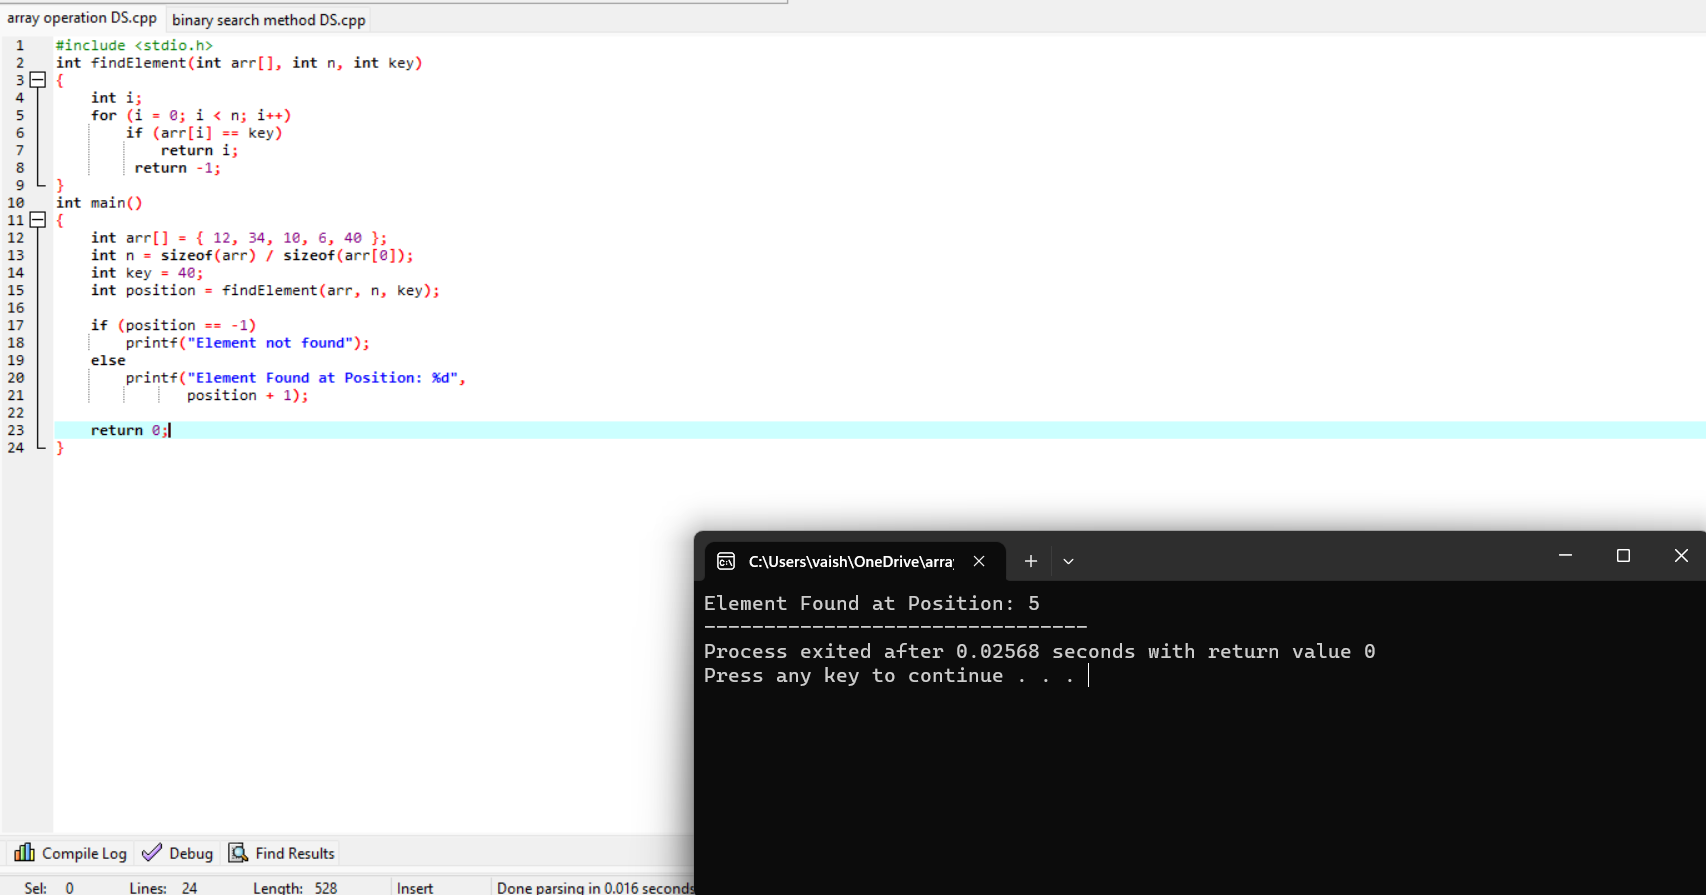 array operation DS.cpp binary search method DS.cpp
1 #include <stdio.h>
2 int findElement(int arr[], int n, int key)
3 {
4     int i;
5     for (i = 0; i < n; i++)
6         if (arr[i] == key)
7             return i;
8          return -1;
9 }
10 int main()
11 {
12     int arr[] = { 12, 34, 10, 6, 40 };
13     int n = sizeof(arr) / sizeof(arr[0]);
14     int key = 40;
15     int position = findElement(arr, n, key);
16
17     if (position == -1)
18         printf("Element not found");
19     else
20         printf("Element Found at Position: %d",
21                position + 1);
22
23     return 0;
24 }
C:\Users\vaish\OneDrive\arra
Element Found at Position: 5
--------------------------------
Process exited after 0.02568 seconds with return value 0
Press any key to continue . . .
Compile Log Debug Find Results
Sel: 0 Lines: 24 Length: 528 Insert Done parsing in 0.016 seconds